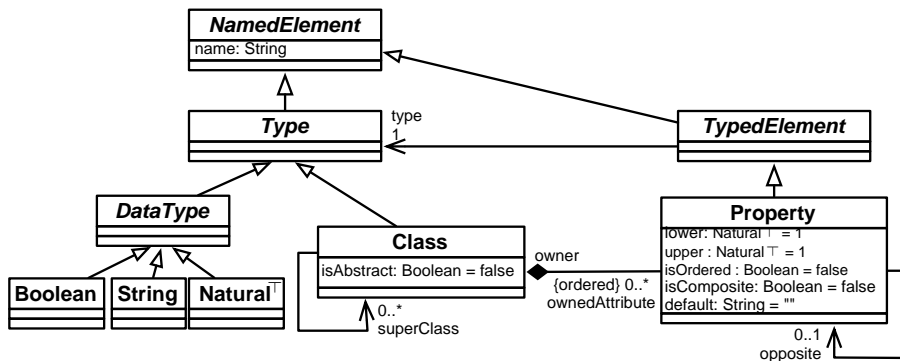 NamedElement
name: String
Type
type
1
TypedElement
DataType
Class
isAbstract: Boolean = false
Property
lower: Natural⊤ = 1
upper : Natural⊤ = 1
isOrdered : Boolean = false
isComposite: Boolean = false
default: String = ""
owner
{ordered} 0..*
ownedAttribute
Boolean
String
Natural⊤
0..*
superClass
0..1
opposite